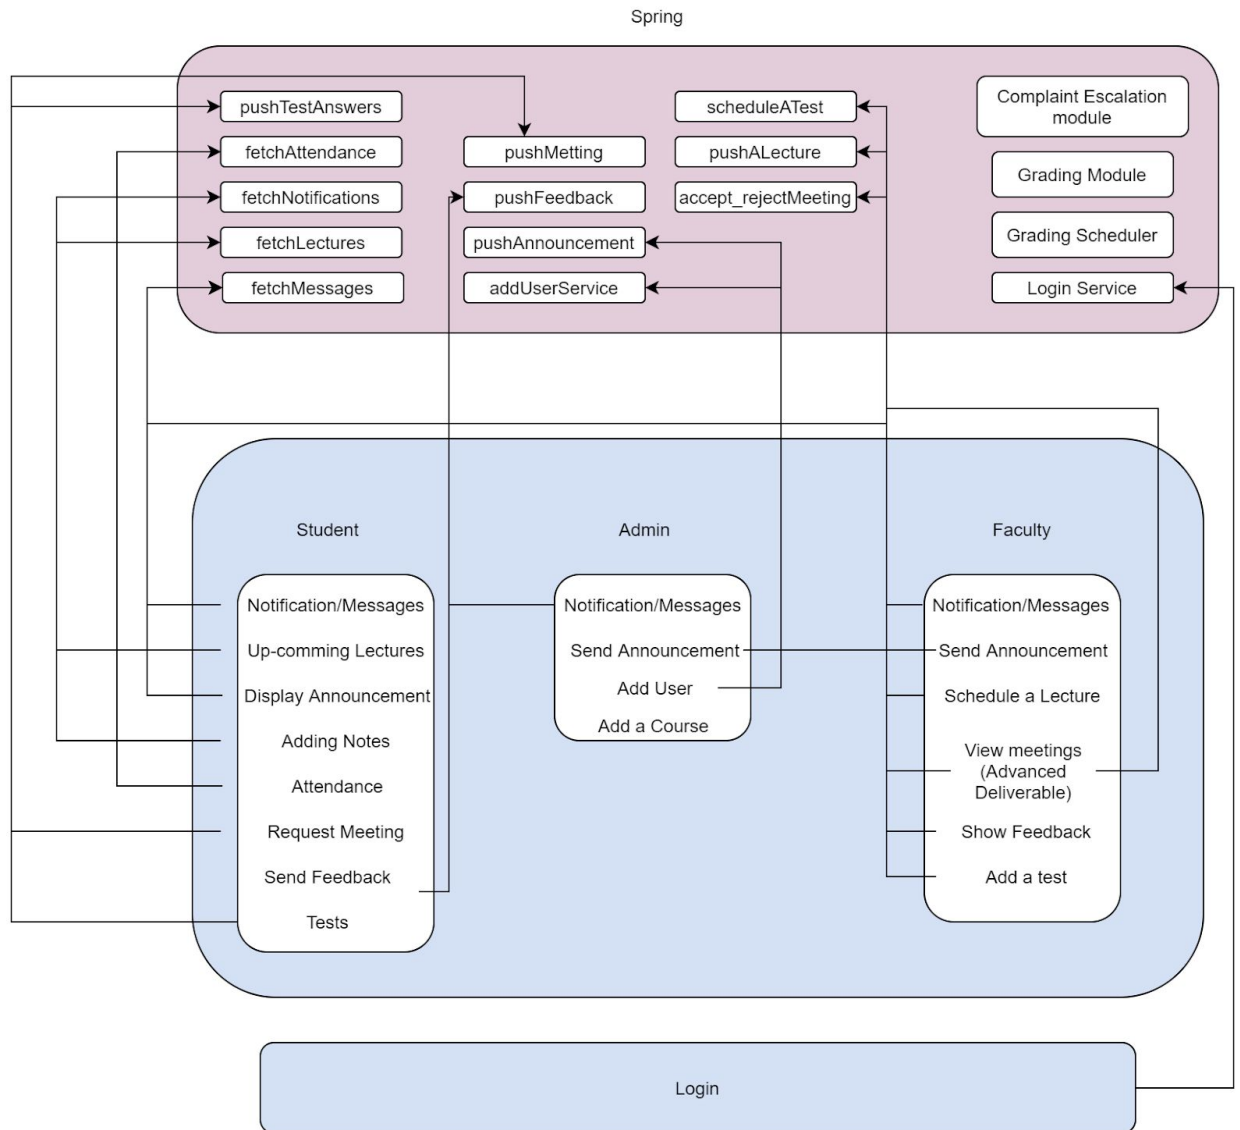 Spring
pushTestAnswers
fetchAttendance
fetchNotifications
fetchLectures
fetchMessages
pushMetting
pushFeedback
pushAnnouncement
addUserService
scheduleATest
pushALecture
accept_rejectMeeting
Complaint Escalation
module
Grading Module
Grading Scheduler
Login Service
Student
Notification/Messages
Up-comming Lectures
Display Announcement
Adding Notes
Attendance
Request Meeting
Send Feedback
Tests
Admin
Notification/Messages
Send Announcement
Add User
Add a Course
Faculty
Notification/Messages
Send Announcement
Schedule a Lecture
View meetings
(Advanced
Deliverable)
Show Feedback
Add a test
Login